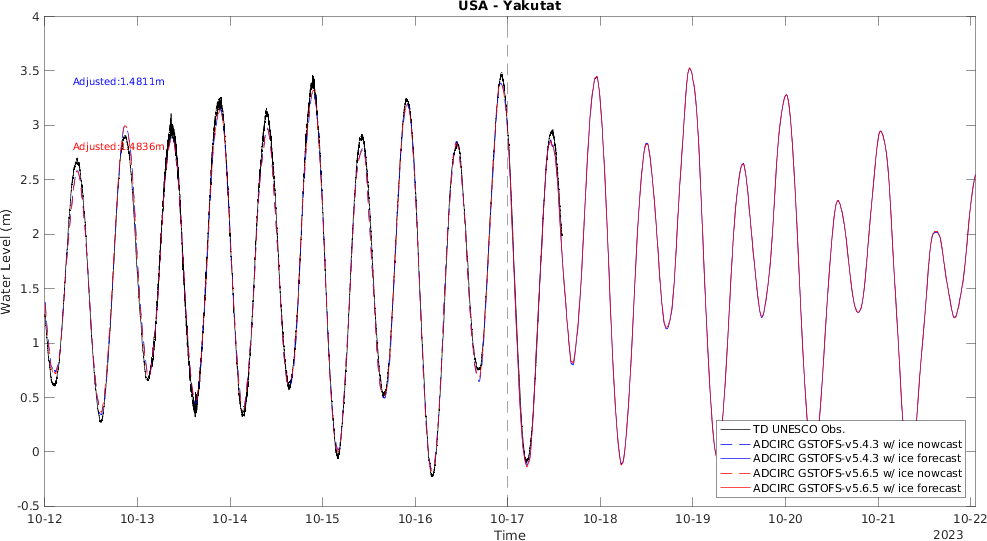 USA - Yakutat
4
3.5
3
2.5
2
1.5
1
0.5
0
-0.5
Water Level (m)
Adjusted:1.4811m
Adjusted:1.4836m
TD UNESCO Obs.
ADCIRC GSTOFS-v5.4.3 w/ ice nowcast
ADCIRC GSTOFS-v5.4.3 w/ ice forecast
ADCIRC GSTOFS-v5.6.5 w/ ice nowcast
ADCIRC GSTOFS-v5.6.5 w/ ice forecast
10-12 10-13 10-14 10-15 10-16 10-17 10-18 10-19 10-20 10-21 10-22
Time
2023